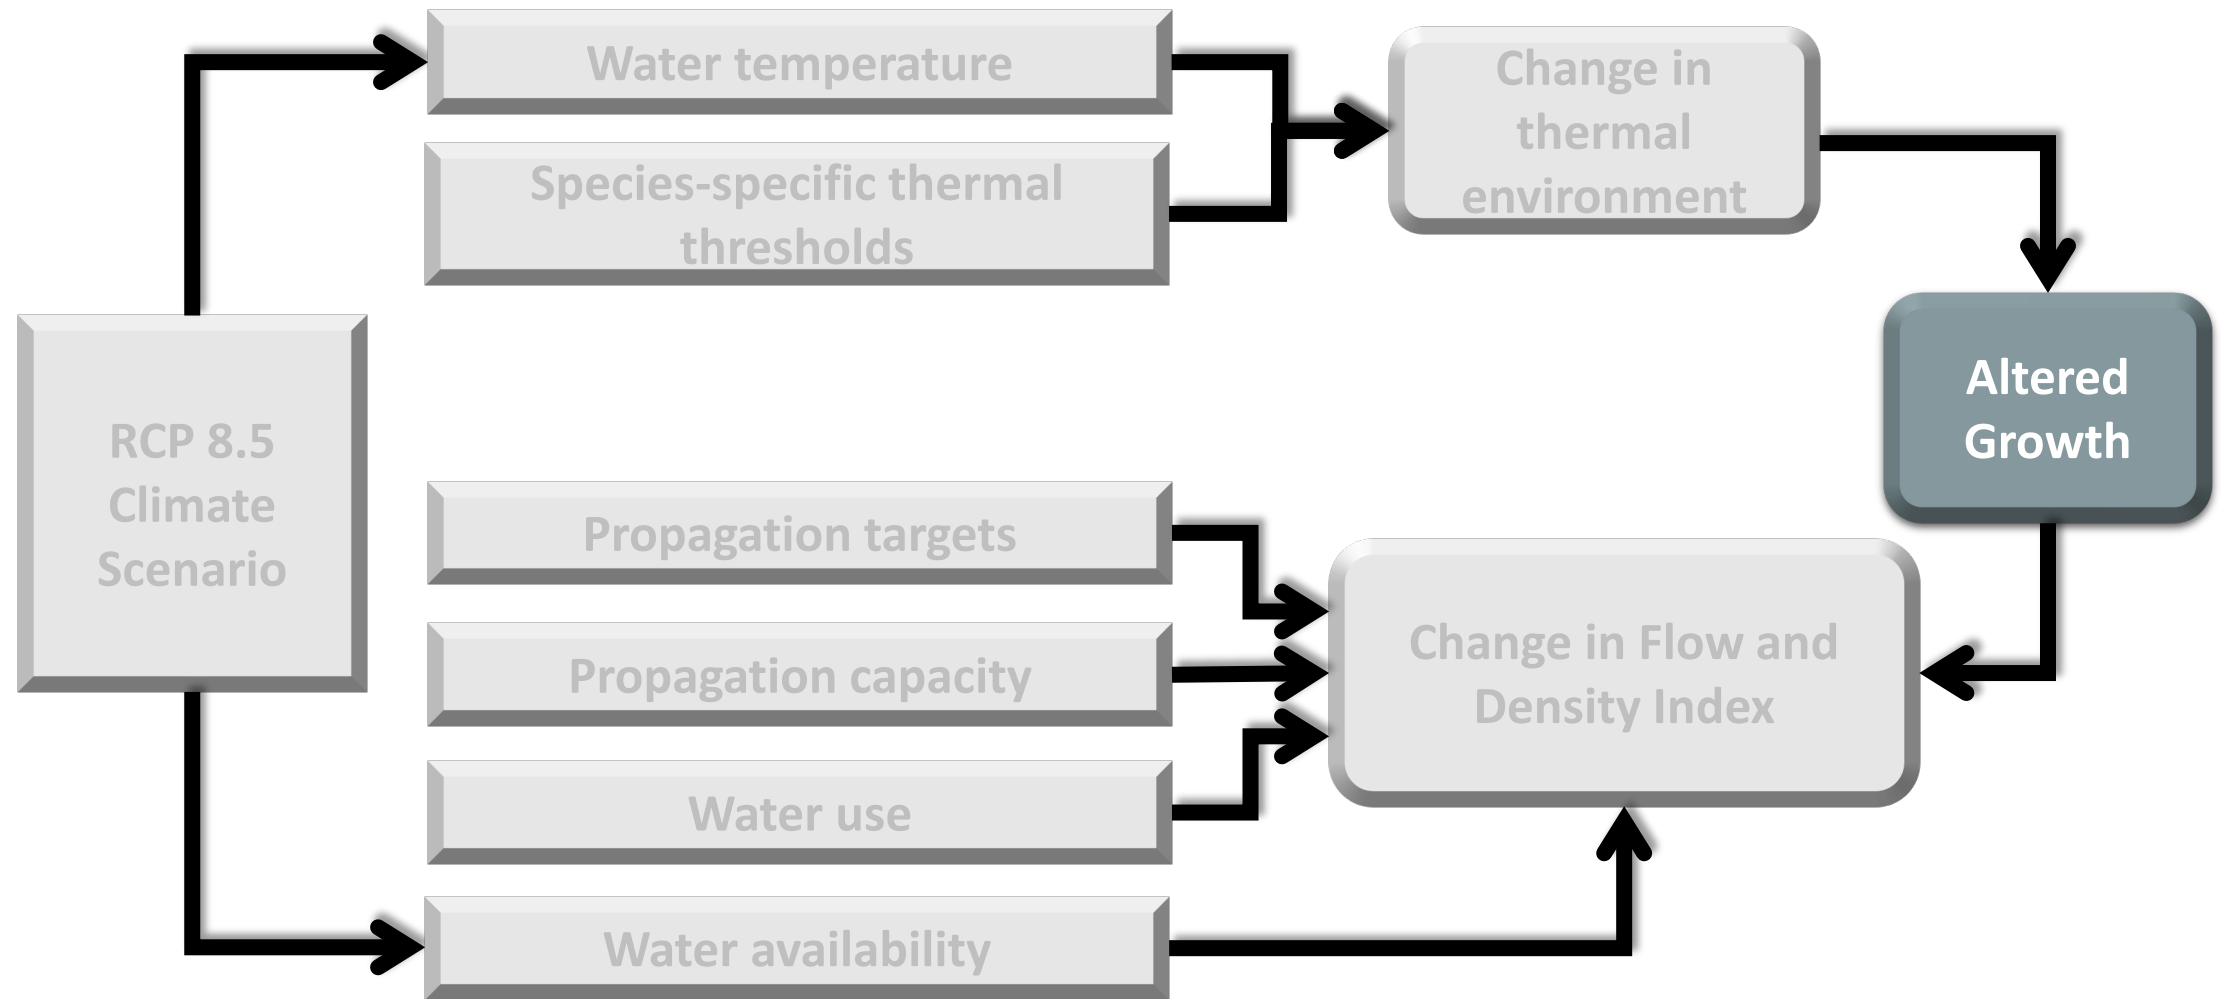 Water temperature
Species-specific thermal
thresholds
Change in
thermal
environment
Altered
Growth
RCP 8.5
Climate
Scenario
Propagation targets
Propagation capacity
Water use
Water availability
Change in Flow and
Density Index